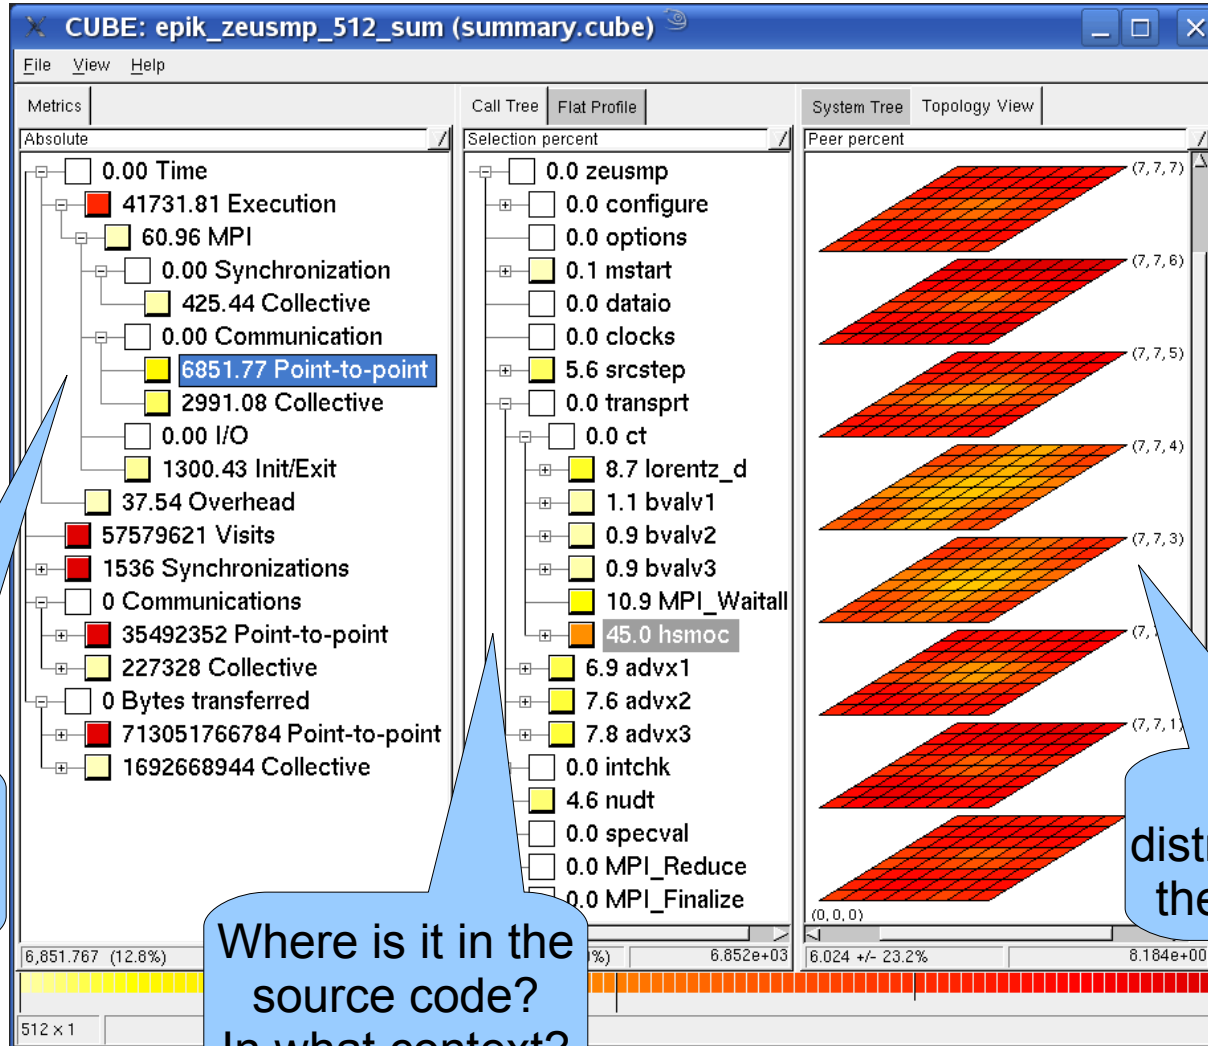 CUBE: epik_zeusmp_512_sum (summary.cube)
File View Help
Metrics
Absolute
0.00 Time
41731.81 Execution
60.96 MPI
0.00 Synchronization
425.44 Collective
0.00 Communication
6851.77 Point-to-point
2991.08 Collective
0.00 I/O
1300.43 Init/Exit
37.54 Overhead
57579621 Visits
1536 Synchronizations
0 Communications
35492352 Point-to-point
227328 Collective
0 Bytes transferred
713051766784 Point-to-point
1692668944 Collective
6,851.767 (12.8%)
Call Tree Flat Profile
Selection percent
0.0 zeusmp
0.0 configure
0.0 options
0.1 mstart
0.0 dataio
0.0 clocks
5.6 srcstep
0.0 transprt
0.0 ct
8.7 lorentz_d
1.1 bvalv1
0.9 bvalv2
0.9 bvalv3
10.9 MPI_Waitall
45.0 hsmoc
6.9 advx1
7.6 advx2
7.8 advx3
0.0 intchk
4.6 nudt
0.0 specval
0.0 MPI_Reduce
0.0 MPI_Finalize
%) 6.852e+03
System Tree Topology View
Peer percent
(7,7,7)
(7,7,6)
(7,7,5)
(7,7,4)
(7,7,3)
(7,
(7,7,1)
(0,0,0)
6.024 +/- 23.2% 8.184e+00
512 x 1
Where is it in the
source code?
In what context?
distr
the